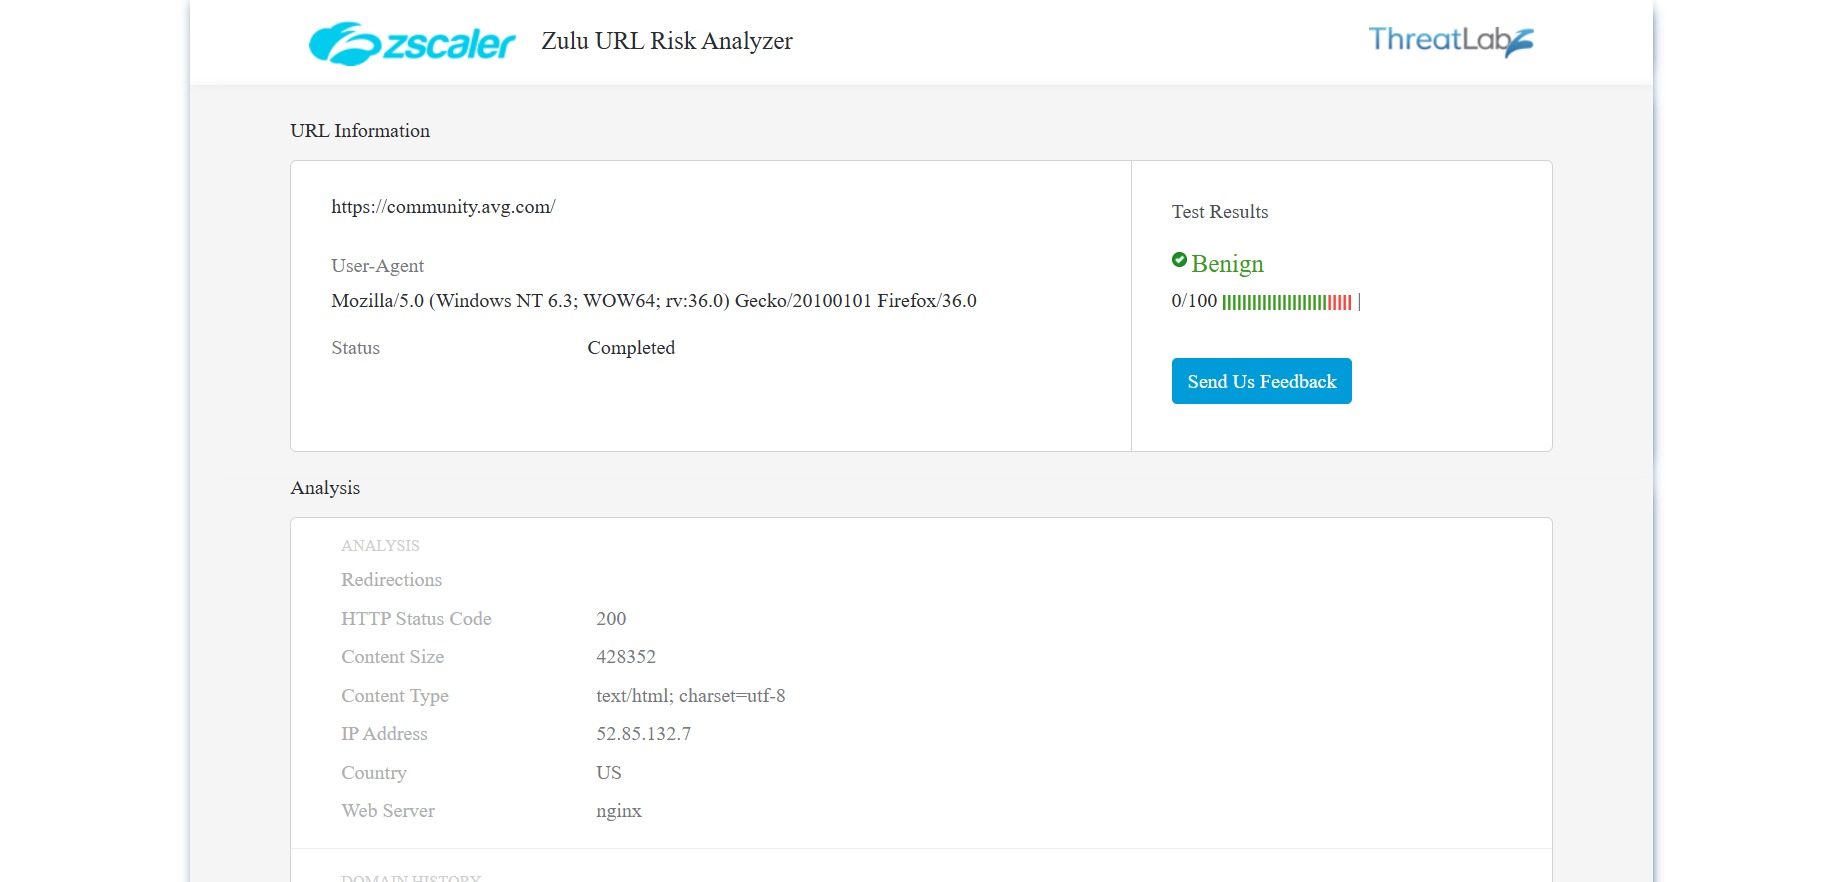 zscaler Zulu URL Risk Analyzer ThreatLabZ
URL Information
https://community.avg.com/
User-Agent
Mozilla/5.0 (Windows NT 6.3; WOW64; rv:36.0) Gecko/20100101 Firefox/36.0
Status Completed
Test Results
Benign
0/100
Send Us Feedback
Analysis
ANALYSIS
Redirections
HTTP Status Code 200
Content Size 428352
Content Type text/html; charset=utf-8
IP Address 52.85.132.7
Country US
Web Server nginx
DOMAIN HISTORY